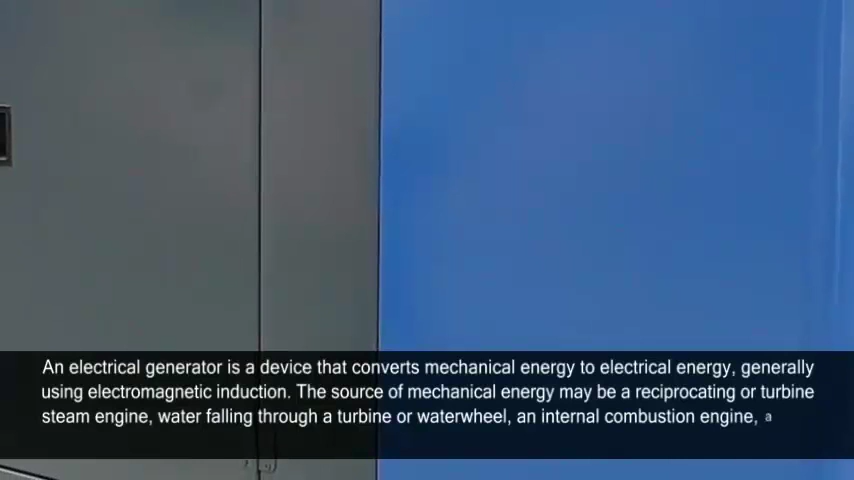 An electrical generator is a device that converts mechanical energy to electrical energy, generally
using electromagnetic induction. The source of mechanical energy may be a reciprocating or turbine
steam engine, water falling through a turbine or waterwheel, an internal combustion engine, a